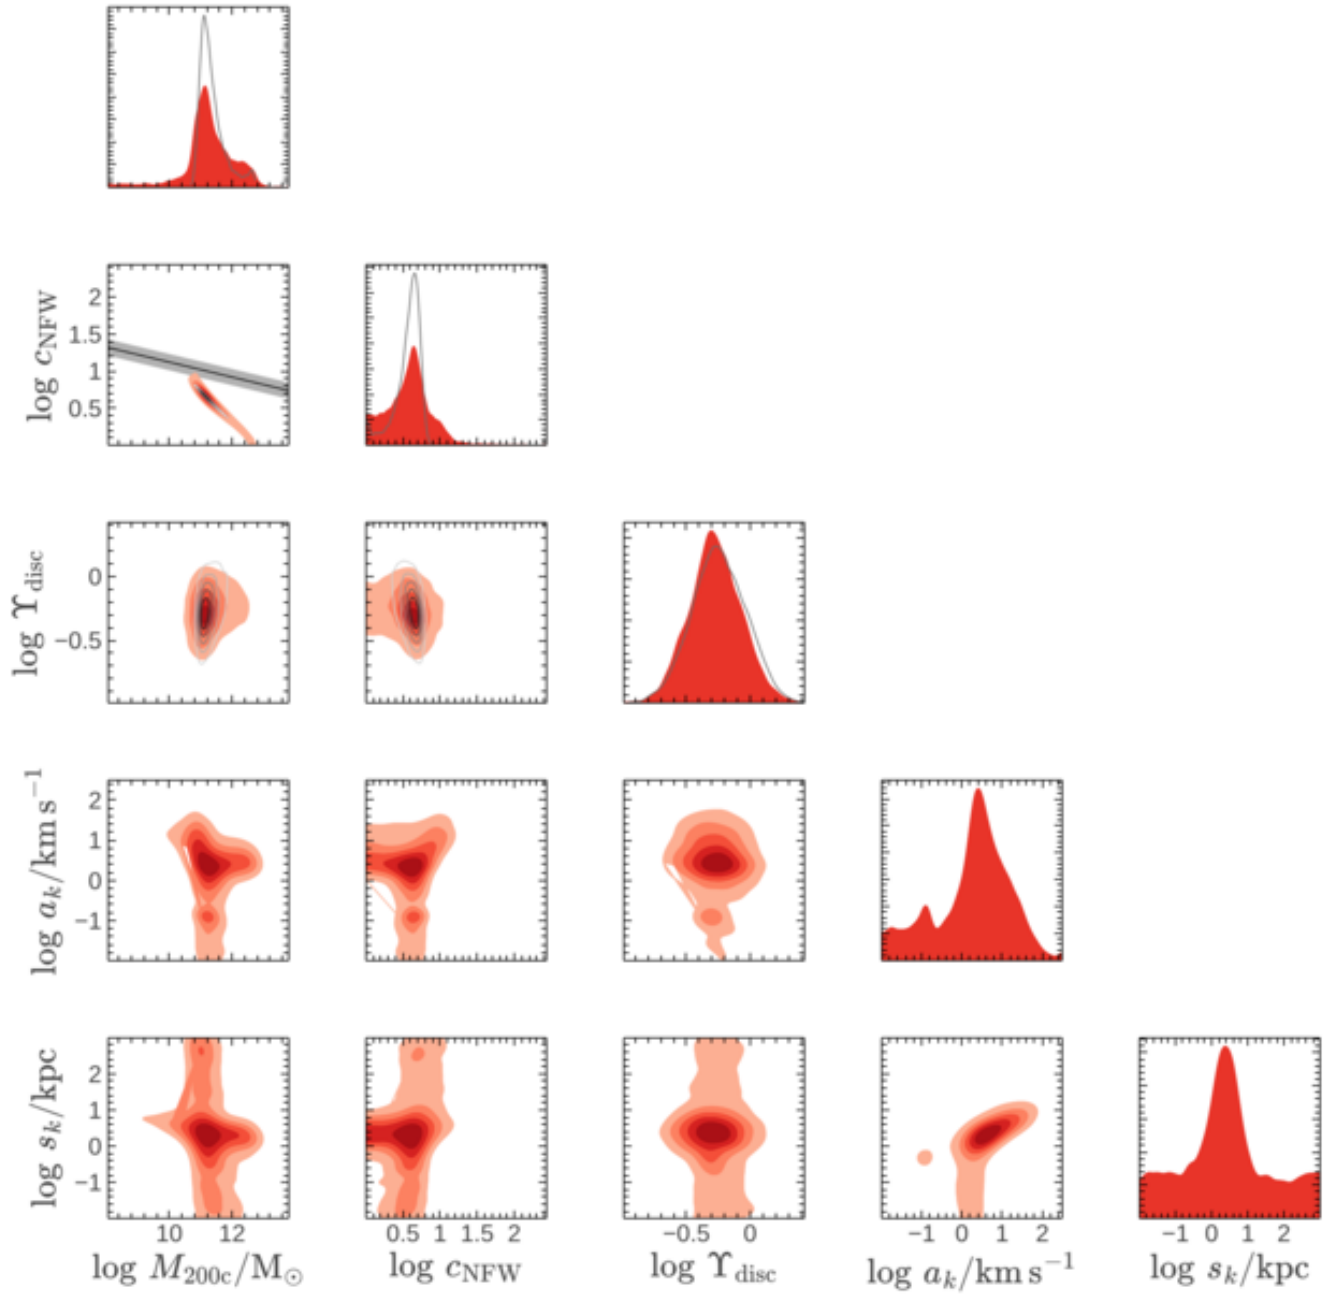 log c_NFW
2
1.5
1
0.5
log ϒ_disc
0
−0.5
log a_k/km s⁻¹
2
1
0
−1
log s_k/kpc
2
1
0
−1
10 12 0.5 1 1.5 2 −0.5 0 −1 0 1 2 −1 0 1 2
log M_200c/M_⊙ log c_NFW log ϒ_disc log a_k/km s⁻¹ log s_k/kpc